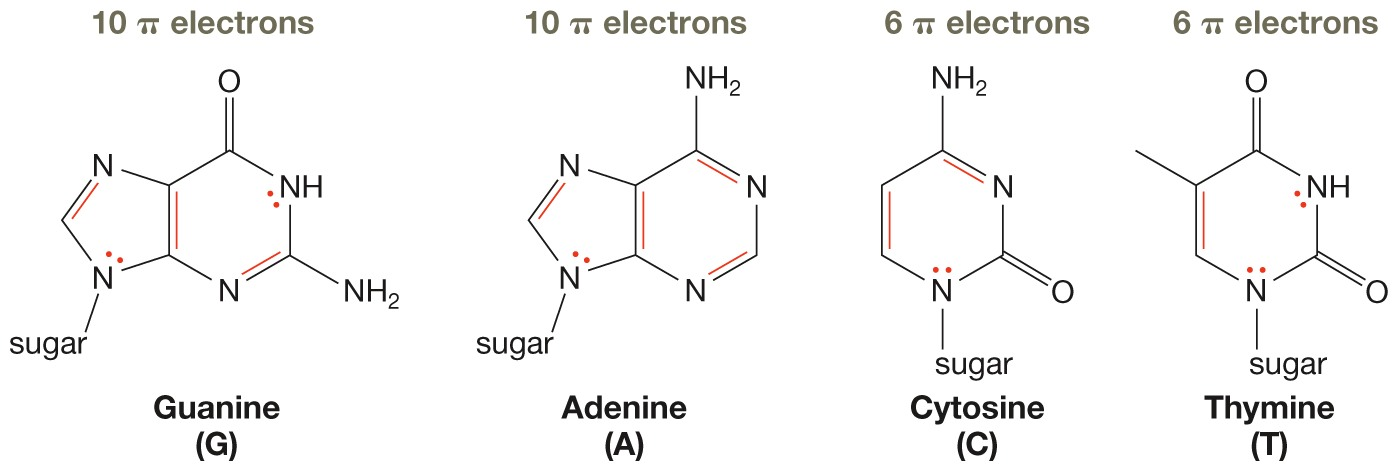 10 π electrons
10 π electrons
6 π electrons
6 π electrons
O
N
NH
N
N
NH₂
sugar
NH₂
N
N
N
N
sugar
NH₂
N
N
O
sugar
O
NH
N
O
sugar
Guanine
(G)
Adenine
(A)
Cytosine
(C)
Thymine
(T)